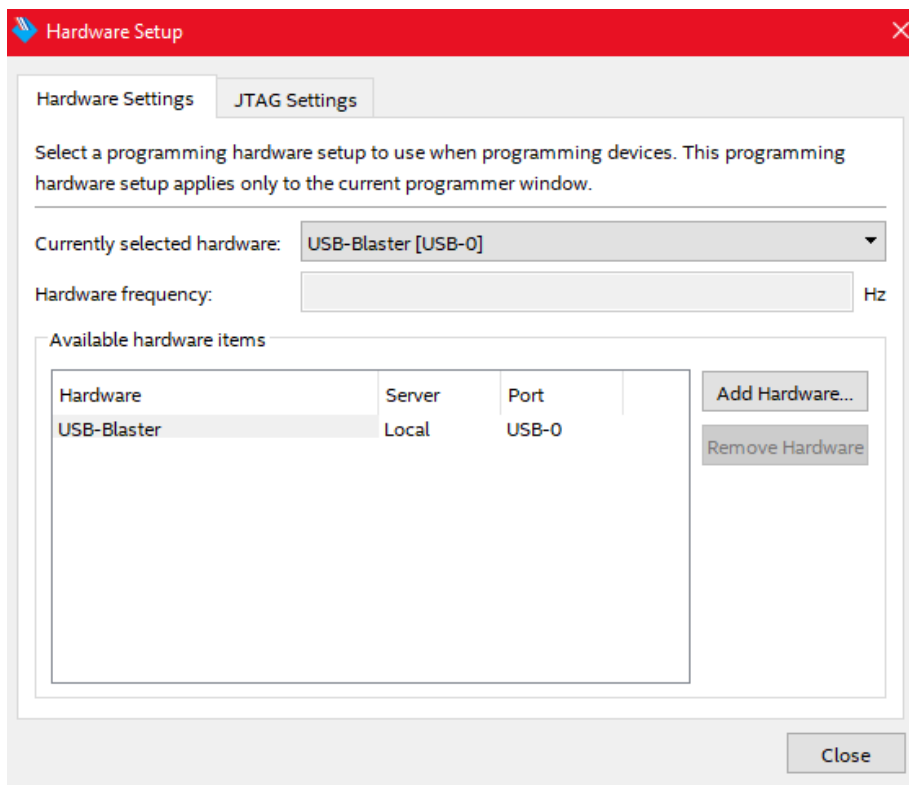 Hardware Setup
Hardware Settings
JTAG Settings
Select a programming hardware setup to use when programming devices. This programming
hardware setup applies only to the current programmer window.
Currently selected hardware:
USB-Blaster [USB-0]
Hardware frequency:
Hz
Available hardware items
Hardware Server Port
USB-Blaster Local USB-0
Add Hardware...
Remove Hardware
Close